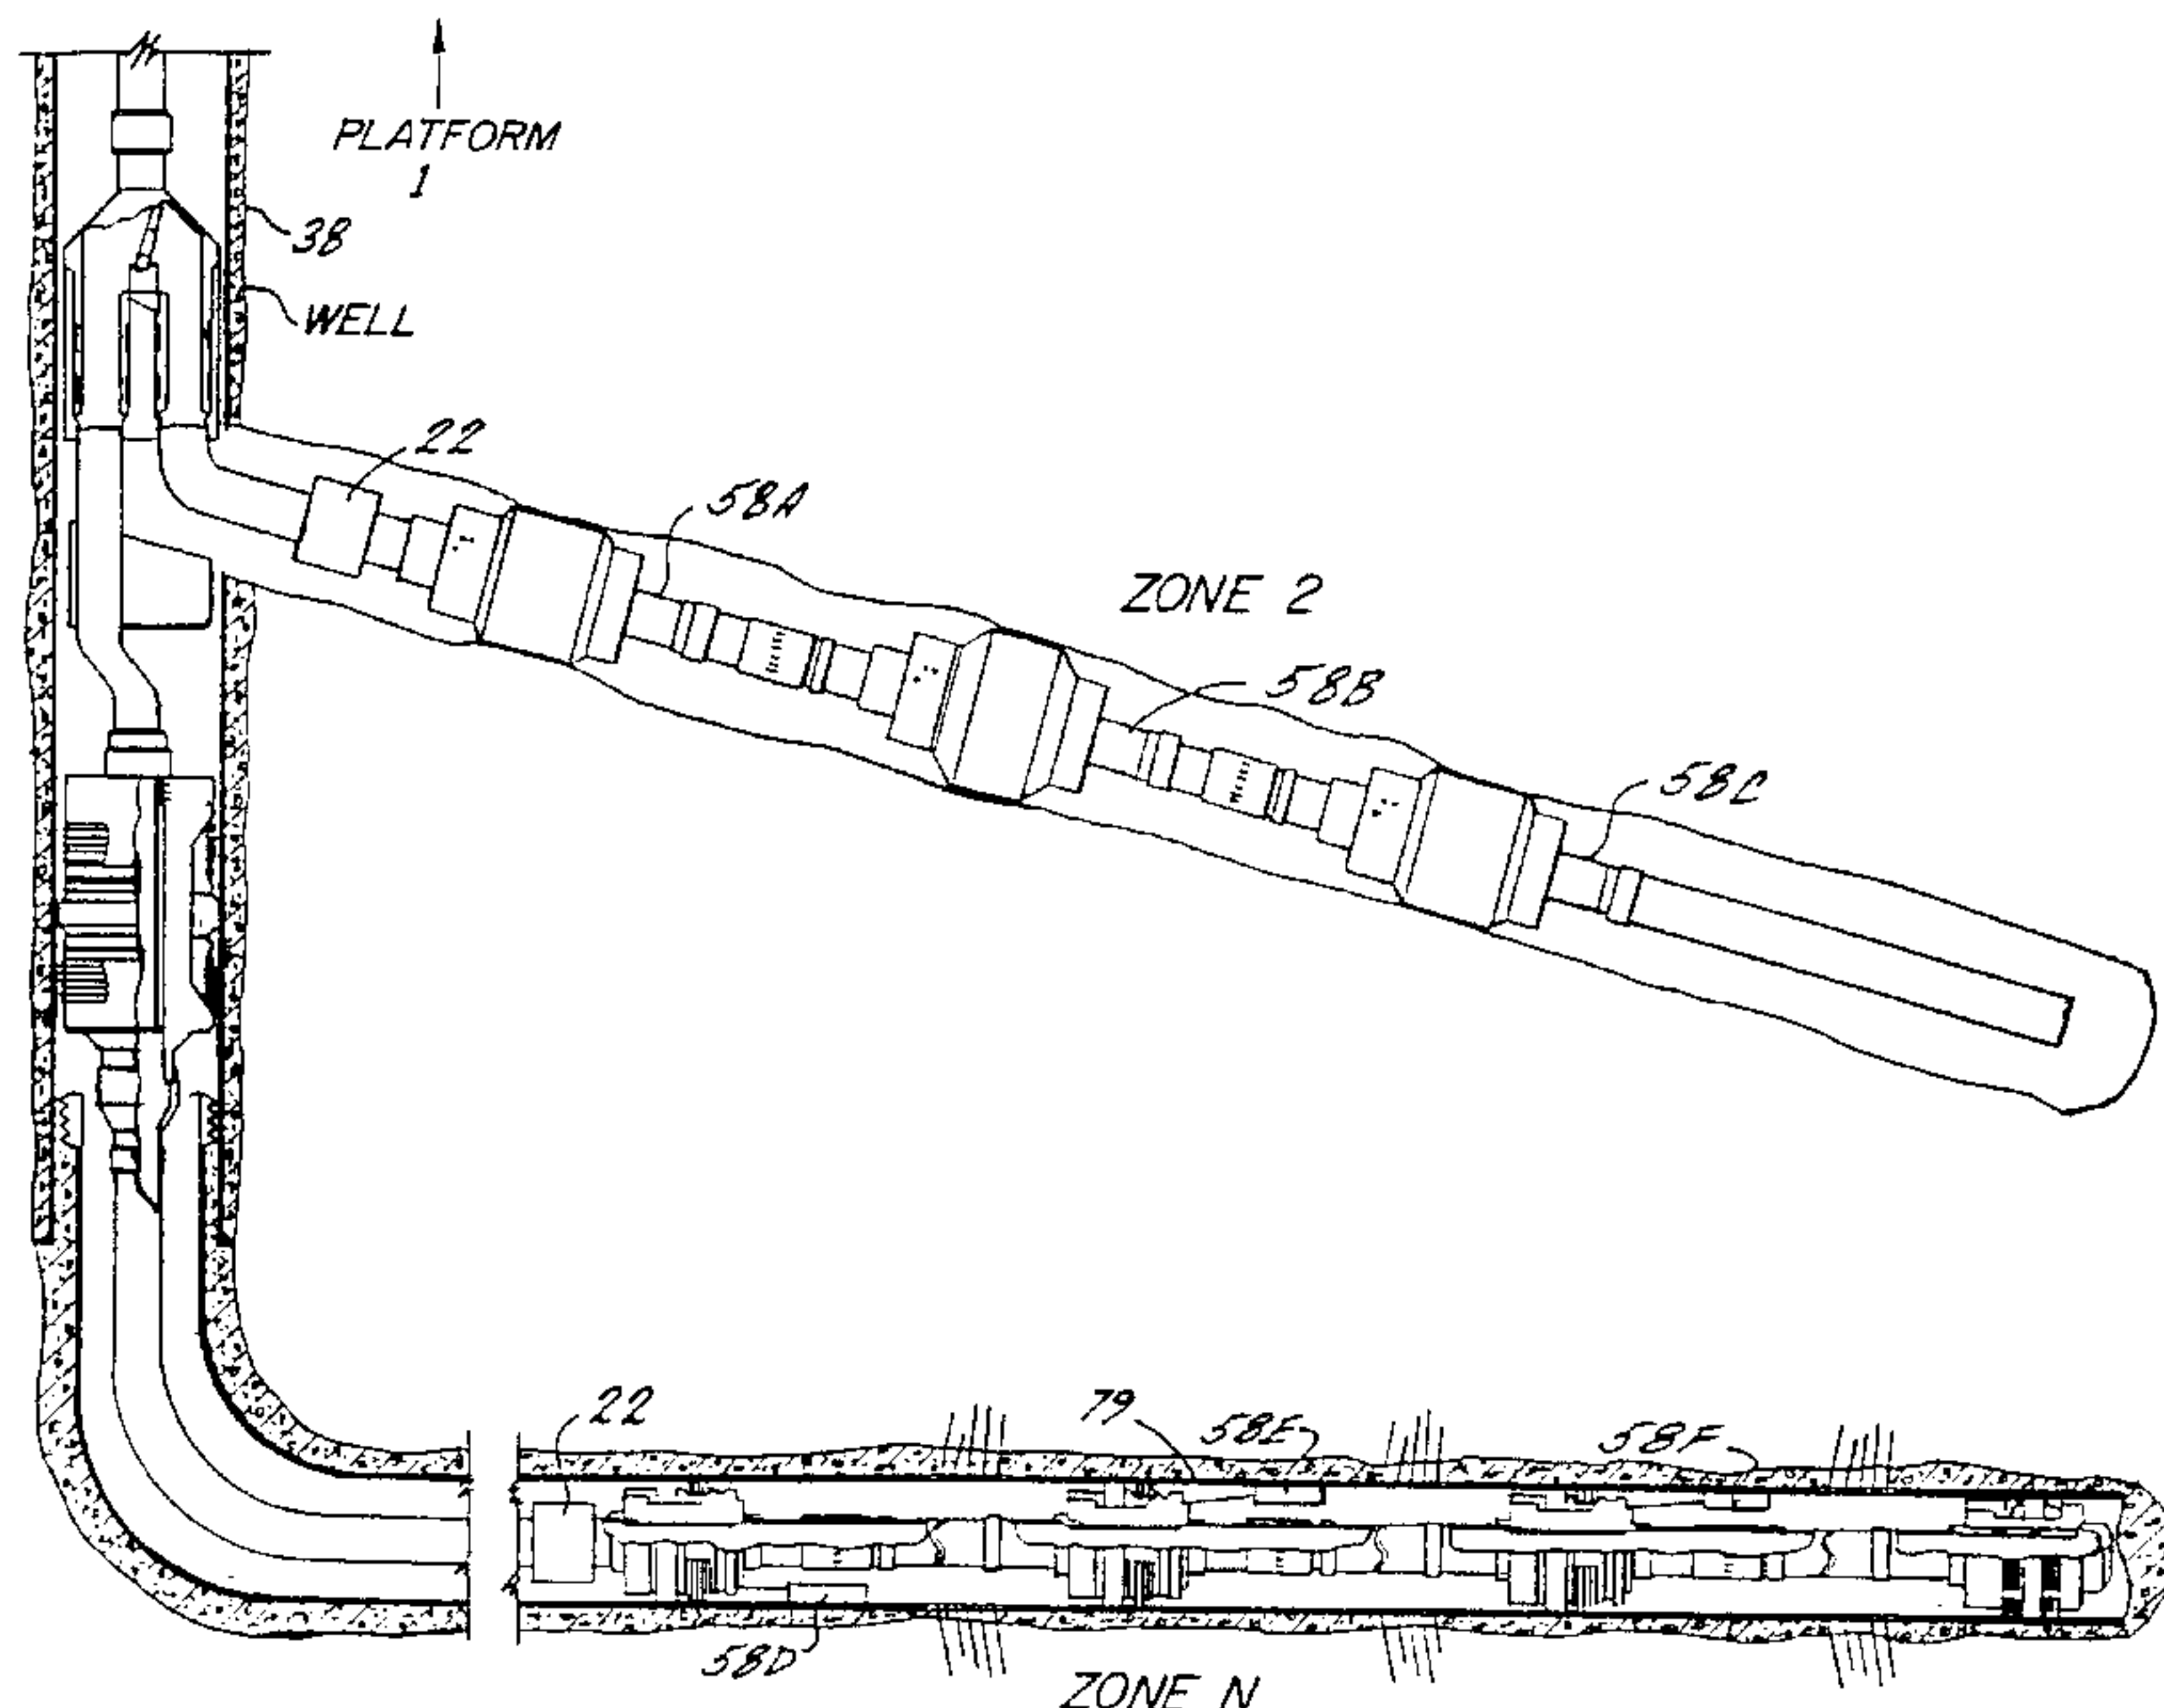 PLATFORM
1
38
WELL
22
58A
ZONE 2
58B
58C
22
79
58E
58F
58D
ZONE N